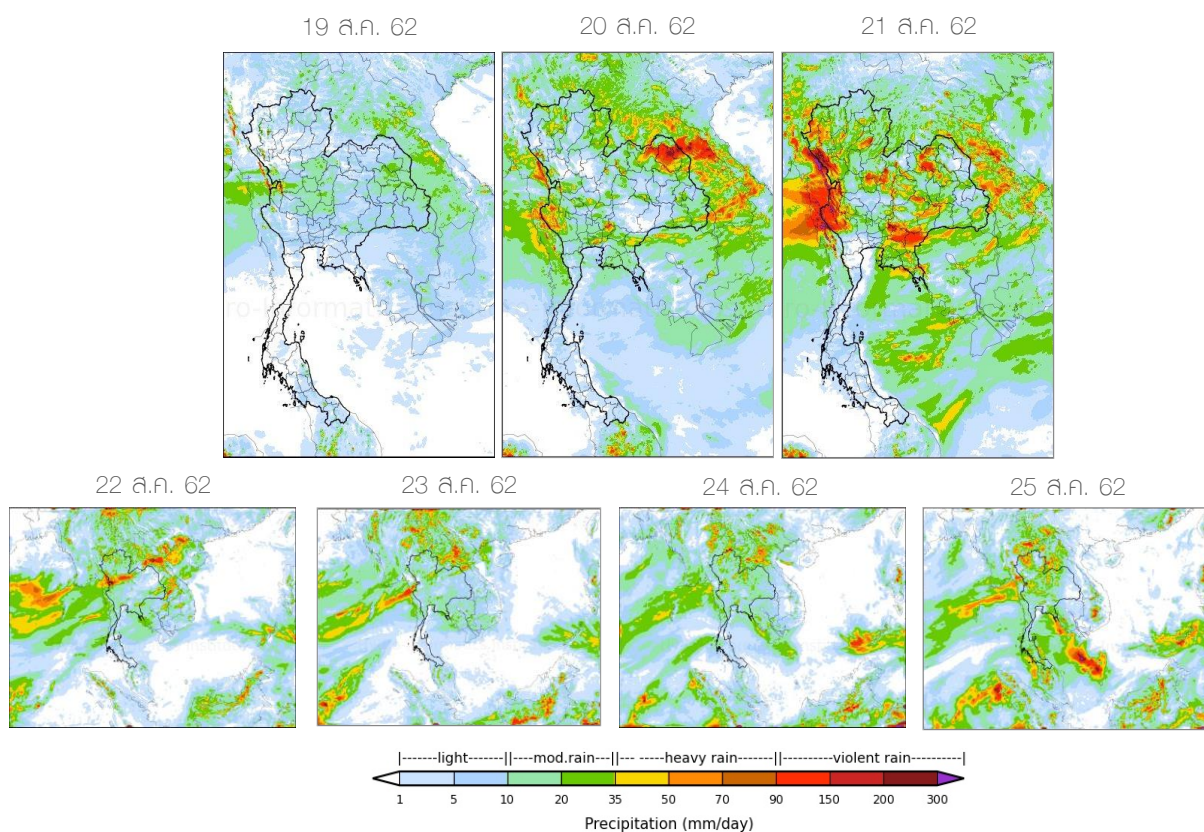 19 ส.ค. 62 20 ส.ค. 62 21 ส.ค. 62
22 ส.ค. 62 23 ส.ค. 62 24 ส.ค. 62 25 ส.ค. 62
|-------light------||---mod.rain---||--- ----heavy rain--------||-------violent rain----------|
1 5 10 20 35 50 70 90 150 200 300
Precipitation (mm/day)